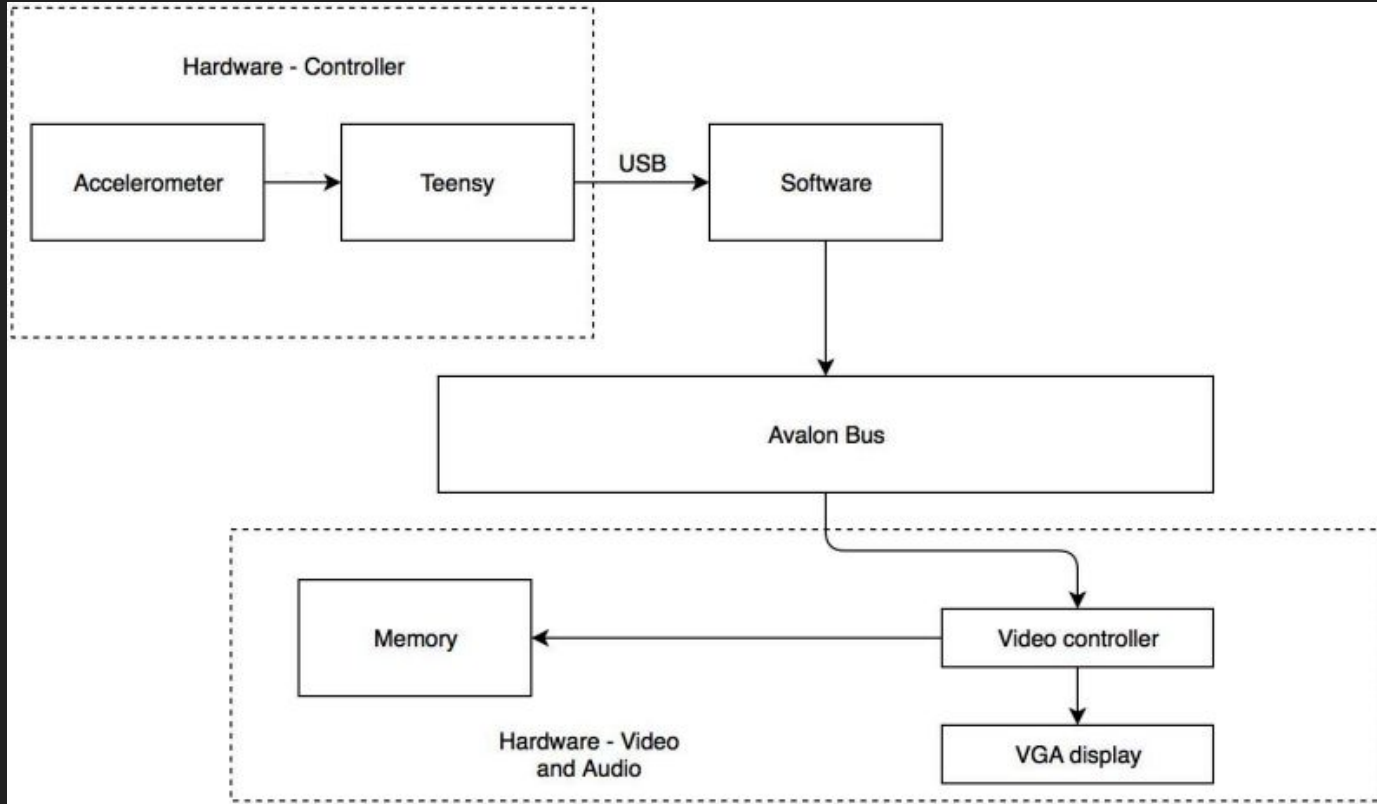 Hardware - Controller
Accelerometer
Teensy
USB
Software
Avalon Bus
Memory
Video controller
Hardware - Video
and Audio
VGA display